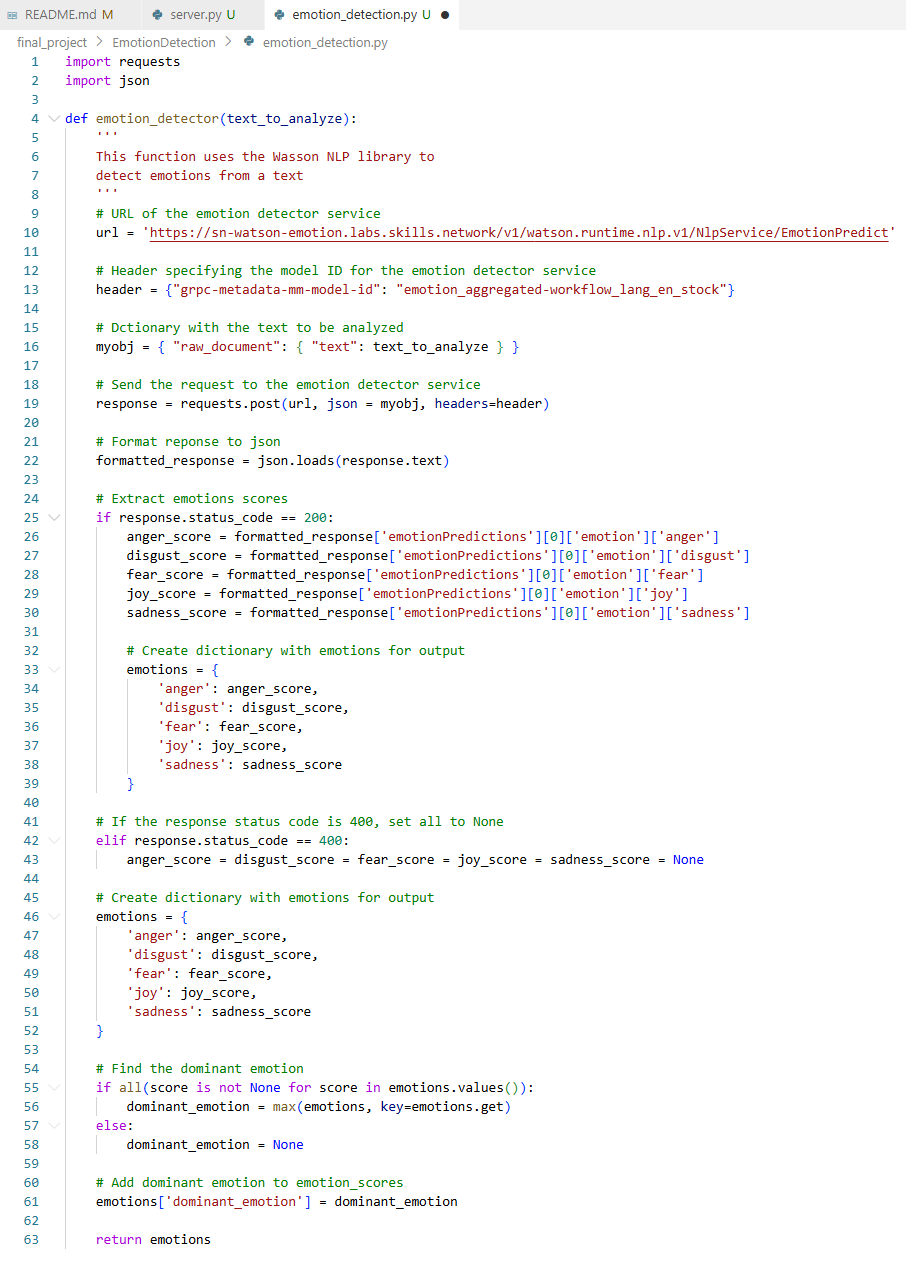 README.md M server.py U emotion_detection.py U
final_project > EmotionDetection > emotion_detection.py
1 import requests
2 import json
3
4 def emotion_detector(text_to_analyze):
5     '''
6     This function uses the Wasson NLP library to
7     detect emotions from a text
8     '''
9     # URL of the emotion detector service
10     url = 'https://sn-watson-emotion.labs.skills.network/v1/watson.runtime.nlp.v1/NlpService/EmotionPredict'
11
12     # Header specifying the model ID for the emotion detector service
13     header = {"grpc-metadata-mm-model-id": "emotion_aggregated-workflow_lang_en_stock"}
14
15     # Dctionary with the text to be analyzed
16     myobj = { "raw_document": { "text": text_to_analyze } }
17
18     # Send the request to the emotion detector service
19     response = requests.post(url, json = myobj, headers=header)
20
21     # Format reponse to json
22     formatted_response = json.loads(response.text)
23
24     # Extract emotions scores
25     if response.status_code == 200:
26         anger_score = formatted_response['emotionPredictions'][0]['emotion']['anger']
27         disgust_score = formatted_response['emotionPredictions'][0]['emotion']['disgust']
28         fear_score = formatted_response['emotionPredictions'][0]['emotion']['fear']
29         joy_score = formatted_response['emotionPredictions'][0]['emotion']['joy']
30         sadness_score = formatted_response['emotionPredictions'][0]['emotion']['sadness']
31
32         # Create dictionary with emotions for output
33         emotions = {
34             'anger': anger_score,
35             'disgust': disgust_score,
36             'fear': fear_score,
37             'joy': joy_score,
38             'sadness': sadness_score
39         }
40
41     # If the response status code is 400, set all to None
42     elif response.status_code == 400:
43         anger_score = disgust_score = fear_score = joy_score = sadness_score = None
44
45     # Create dictionary with emotions for output
46     emotions = {
47         'anger': anger_score,
48         'disgust': disgust_score,
49         'fear': fear_score,
50         'joy': joy_score,
51         'sadness': sadness_score
52     }
53
54     # Find the dominant emotion
55     if all(score is not None for score in emotions.values()):
56         dominant_emotion = max(emotions, key=emotions.get)
57     else:
58         dominant_emotion = None
59
60     # Add dominant emotion to emotion_scores
61     emotions['dominant_emotion'] = dominant_emotion
62
63     return emotions